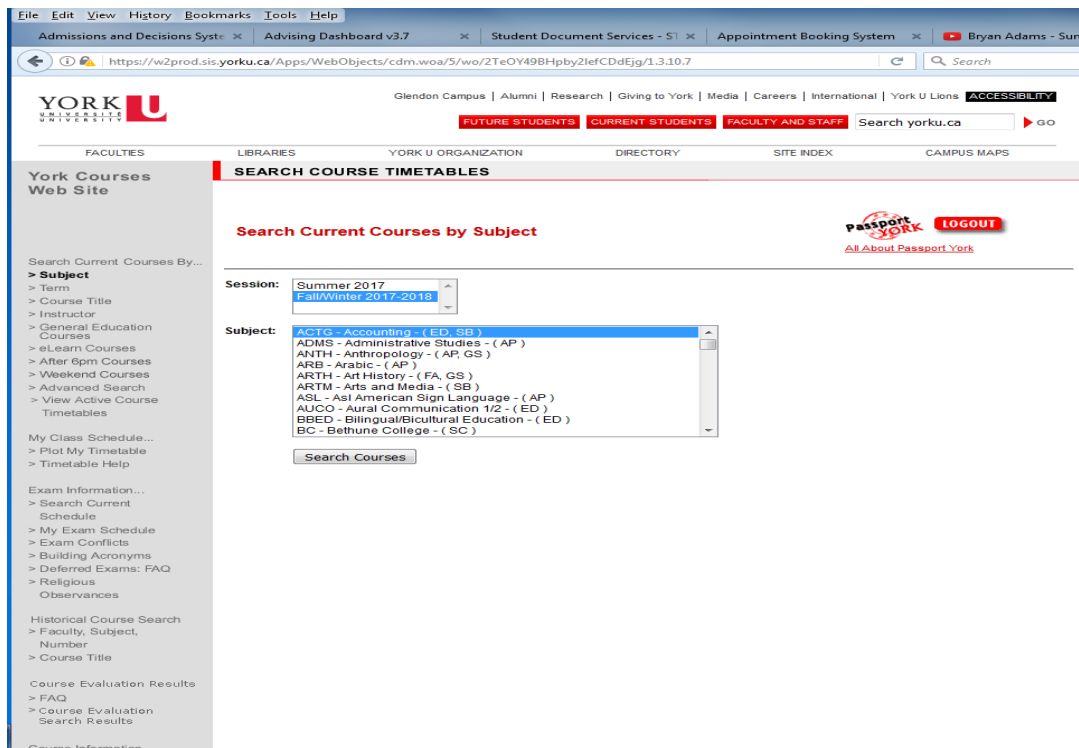 File Edit View History Bookmarks Tools Help
Admissions and Decisions Syste × Advising Dashboard v3.7 × Student Document Services - ST × Appointment Booking System × Bryan Adams - Sum
https://w2prod.sis.yorku.ca/Apps/WebObjects/cdm.woa/5/wo/2TeOY49BHpby2lefCDdEjg/1.3.10.7 Search
YORK U
UNIVERSITÉ
UNIVERSITY
Glendon Campus | Alumni | Research | Giving to York | Media | Careers | International | York U Lions ACCESSIBILITY
FUTURE STUDENTS CURRENT STUDENTS FACULTY AND STAFF Search yorku.ca GO
FACULTIES LIBRARIES YORK U ORGANIZATION DIRECTORY SITE INDEX CAMPUS MAPS
York Courses
Web Site
Search Current Courses By...
> Subject
> Term
> Course Title
> Instructor
> General Education
Courses
> eLearn Courses
> After 6pm Courses
> Weekend Courses
> Advanced Search
> View Active Course
Timetables
My Class Schedule...
> Plot My Timetable
> Timetable Help
Exam Information...
> Search Current
Schedule
> My Exam Schedule
> Exam Conflicts
> Building Acronyms
> Deferred Exams: FAQ
> Religious
Observances
Historical Course Search
> Faculty, Subject,
Number
> Course Title
Course Evaluation Results
> FAQ
> Course Evaluation
Search Results
Course Information
SEARCH COURSE TIMETABLES
Search Current Courses by Subject
Passport YORK LOGOUT
All About Passport York
Session: Summer 2017
Fall/Winter 2017-2018
Subject: ACTG - Accounting - ( ED, SB )
ADMS - Administrative Studies - ( AP )
ANTH - Anthropology - ( AP, GS )
ARB - Arabic - ( AP )
ARTH - Art History - ( FA, GS )
ARTM - Arts and Media - ( SB )
ASL - Asl American Sign Language - ( AP )
AUCO - Aural Communication 1/2 - ( ED )
BBED - Bilingual/Bicultural Education - ( ED )
BC - Bethune College - ( SC )
Search Courses